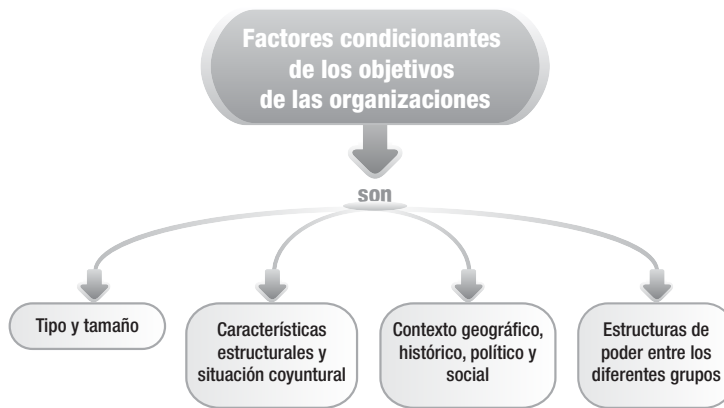 Factores condicionantes
de los objetivos
de las organizaciones
son
Tipo y tamaño
Características
estructurales y
situación coyuntural
Contexto geográfico,
histórico, político y
social
Estructuras de
poder entre los
diferentes grupos